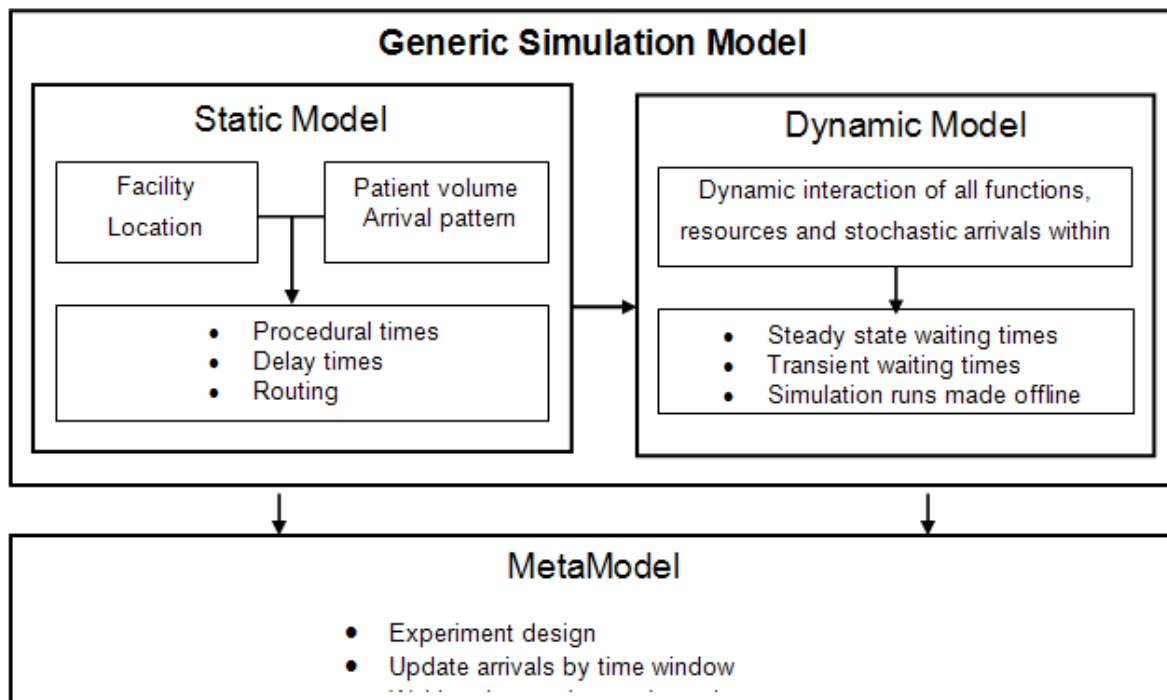 Generic Simulation Model
Static Model
Facility
Location
Patient volume
Arrival pattern
• Procedural times
• Delay times
• Routing
Dynamic Model
Dynamic interaction of all functions,
resources and stochastic arrivals within
• Steady state waiting times
• Transient waiting times
• Simulation runs made offline
MetaModel
• Experiment design
• Update arrivals by time window